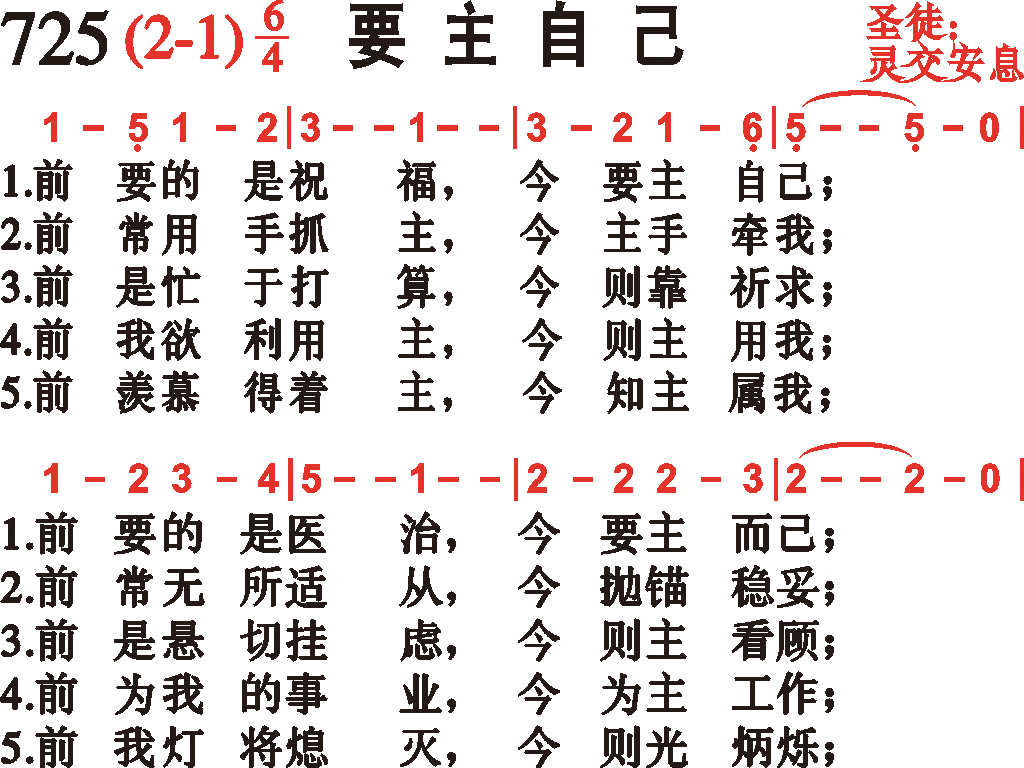 725 (2-1) 6/4 要主自己 圣徒：
灵交安息
1 - 5̣ 1 - 2|3 - - 1 - -|3 - 2 1 - 6̣|5̣ - - 5̣ - 0|
1.前 要的 是祝 福，今 要主 自己；
2.前 常用 手抓 主，今 主手 牵我；
3.前 是忙 于打 算，今 则靠 祈求；
4.前 我欲 利用 主，今 则主 用我；
5.前 羡慕 得着 主，今 知主 属我；
1 - 2 3 - 4|5 - - 1 - -|2 - 2 2 - 3|2 - - 2 - 0|
1.前 要的 是医 治，今 要主 而己；
2.前 常无 所适 从，今 抛锚 稳妥；
3.前 是悬 切挂 虑，今 则主 看顾；
4.前 为我 的事 业，今 为主 工作；
5.前 我灯 将熄 灭，今 则光 炳烁；